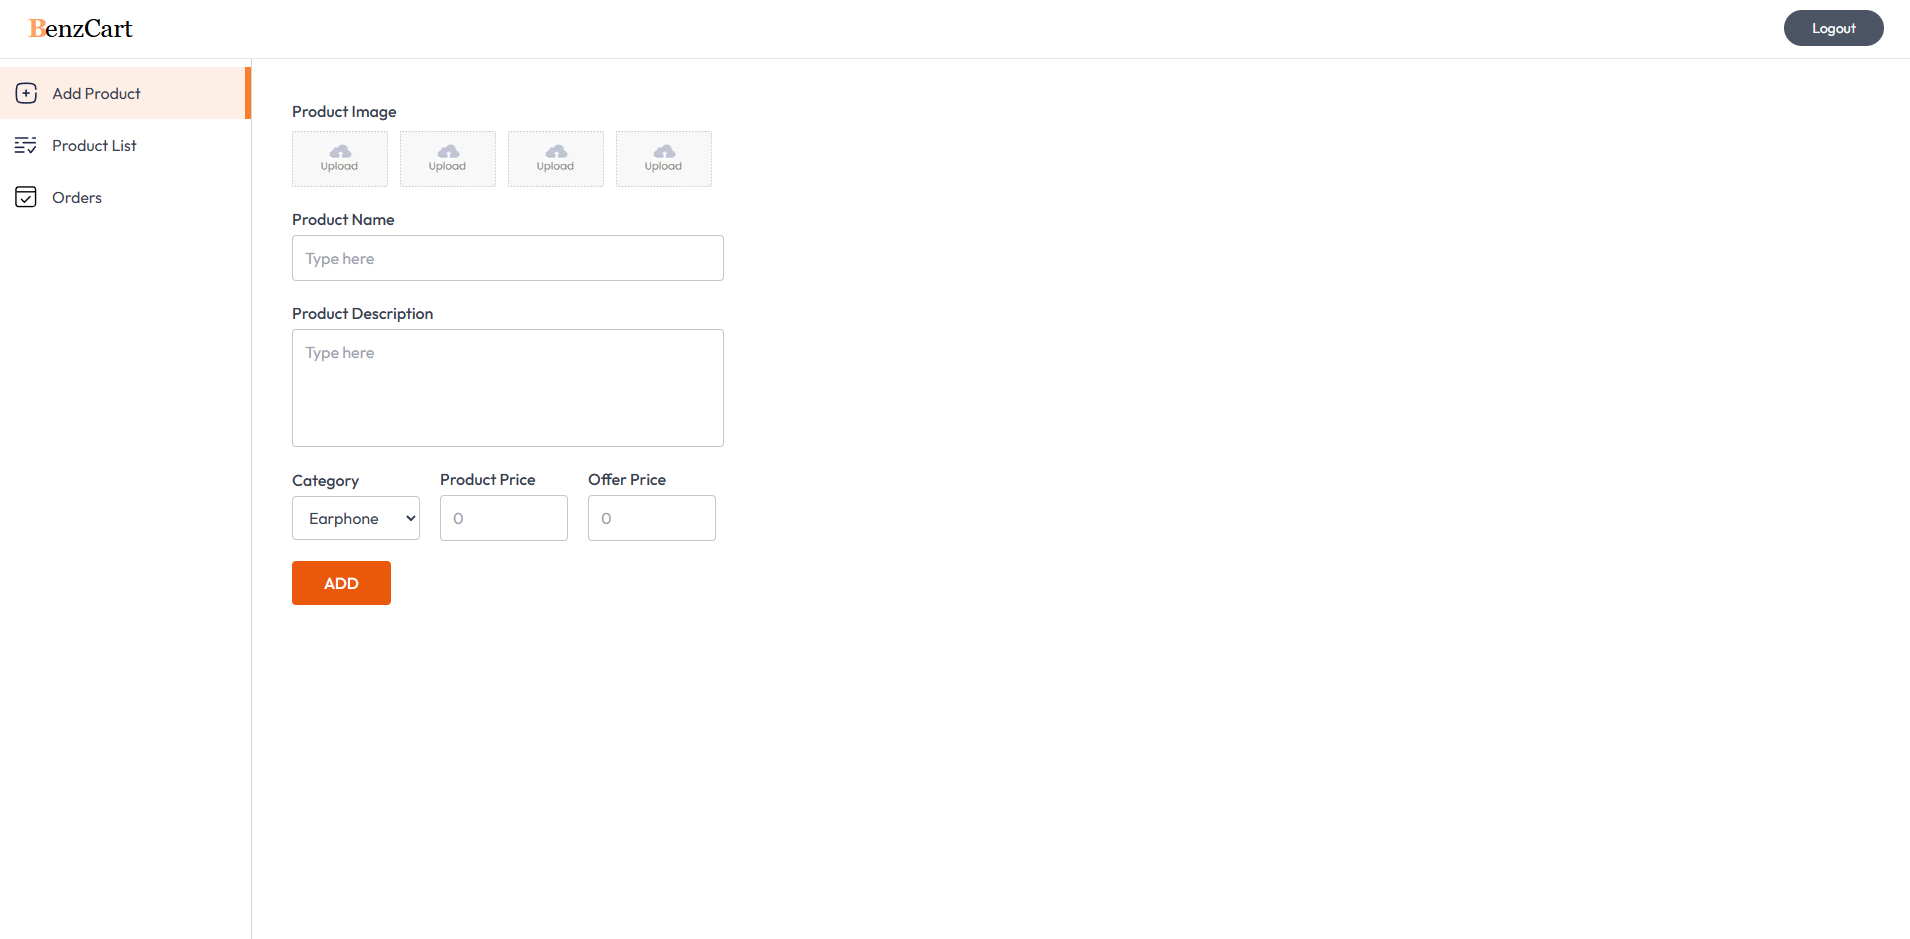 BenzCart
Logout
Add Product
Product List
Orders
Product Image
Upload Upload Upload Upload
Product Name
Type here
Product Description
Type here
Category Product Price Offer Price
Earphone 0 0
ADD